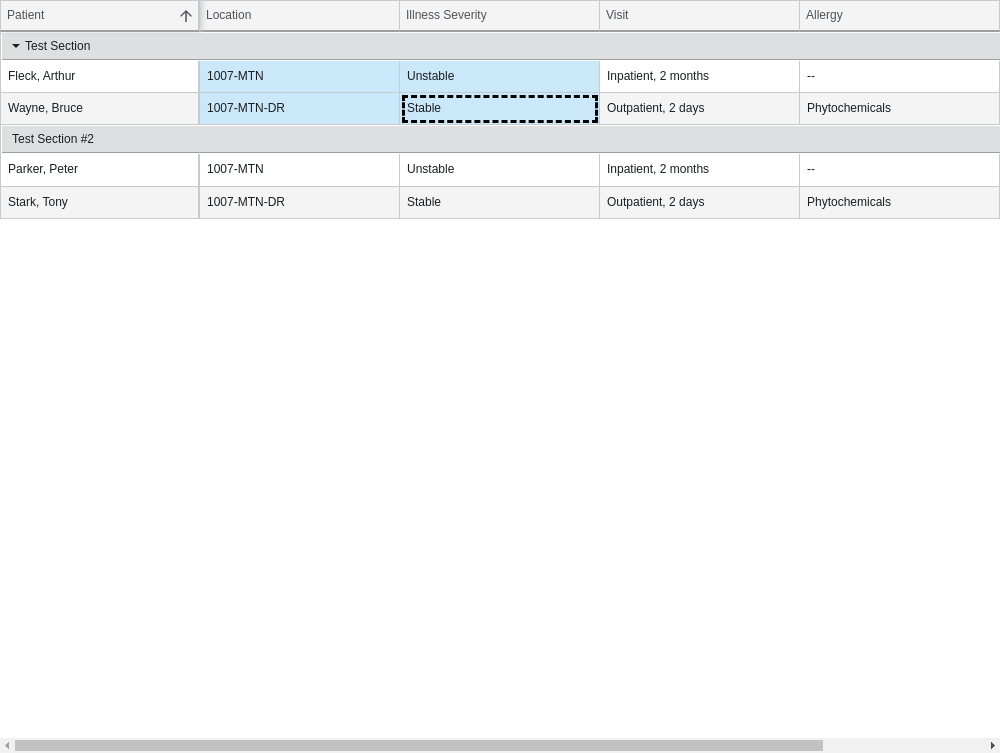 Patient Location Illness Severity Visit Allergy
Test Section
Fleck, Arthur 1007-MTN Unstable Inpatient, 2 months --
Wayne, Bruce 1007-MTN-DR Stable Outpatient, 2 days Phytochemicals
Test Section #2
Parker, Peter 1007-MTN Unstable Inpatient, 2 months --
Stark, Tony 1007-MTN-DR Stable Outpatient, 2 days Phytochemicals